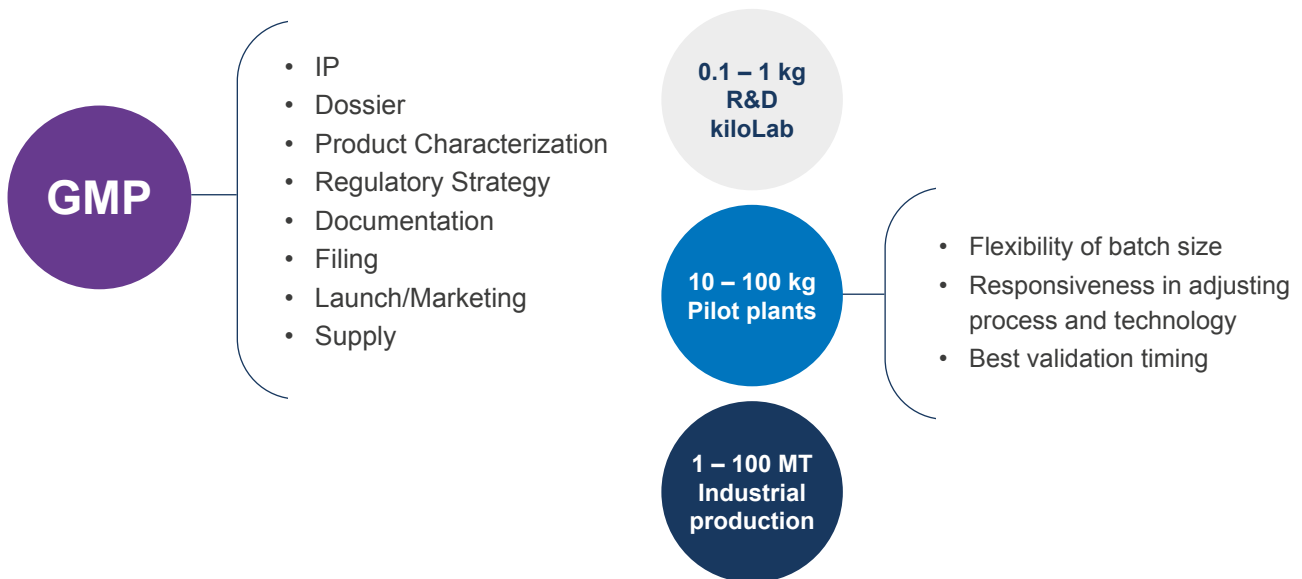 GMP
• IP
• Dossier
• Product Characterization
• Regulatory Strategy
• Documentation
• Filing
• Launch/Marketing
• Supply
0.1 – 1 kg
R&D
kiloLab
10 – 100 kg
Pilot plants
• Flexibility of batch size
• Responsiveness in adjusting
process and technology
• Best validation timing
1 – 100 MT
Industrial
production